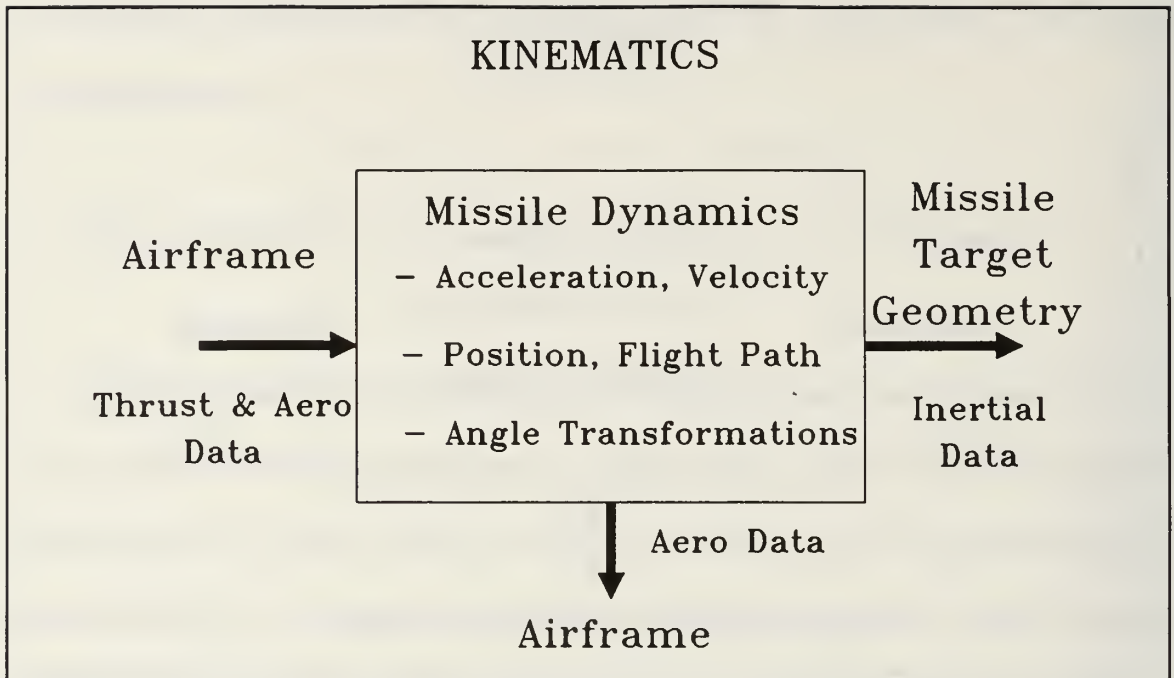 KINEMATICS
Airframe
Thrust & Aero
Data
Missile Dynamics
– Acceleration, Velocity
– Position, Flight Path
– Angle Transformations
Missile
Target
Geometry
Inertial
Data
Aero Data
Airframe